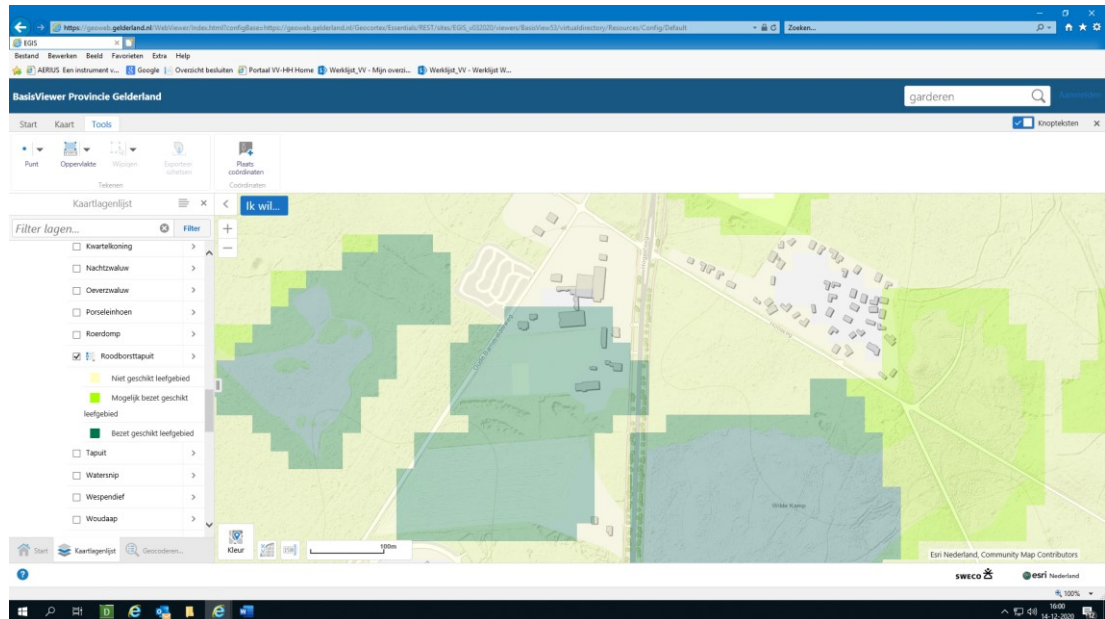 https://geoweb.gelderland.nl/WebViewer/Index.html?configBase=https://geoweb.gelderland.nl/Geocortex/Essentials/REST/sites/EGIS_v032020/viewers/BasisView53/virtualdirectory/Resources/Config/Default
Zoeken...
EGIS
Bestand Bewerken Beeld Favorieten Extra Help
AERIUS Een instrument v... Google Overzicht besluiten Portaal VV-HH Home Werklijst_VV - Mijn overzi... Werklijst_VV - Werklijst W...
BasisViewer Provincie Gelderland
garderen
Aanmelden
Start Kaart Tools
Knopteksten
Punt Oppervlakte Wijzigen Exporteer schetsen Plaats coördinaten
Tekenen Coördinaten
Kaartlagenlijst
Ik wil...
Filter lagen... Filter
Kwartelkoning
Nachtzwaluw
Oeverzwaluw
Porseleinhoen
Roerdomp
Roodborsttapuit
Niet geschikt leefgebied
Mogelijk bezet geschikt
leefgebied
Bezet geschikt leefgebied
Tapuit
Watersnip
Wespendief
Woudaap
Start Kaartlagenlijst Geocoderen...
Kleur
100m
Esri Nederland, Community Map Contributors
SWECO esri Nederland
100%
16:00
14-12-2020